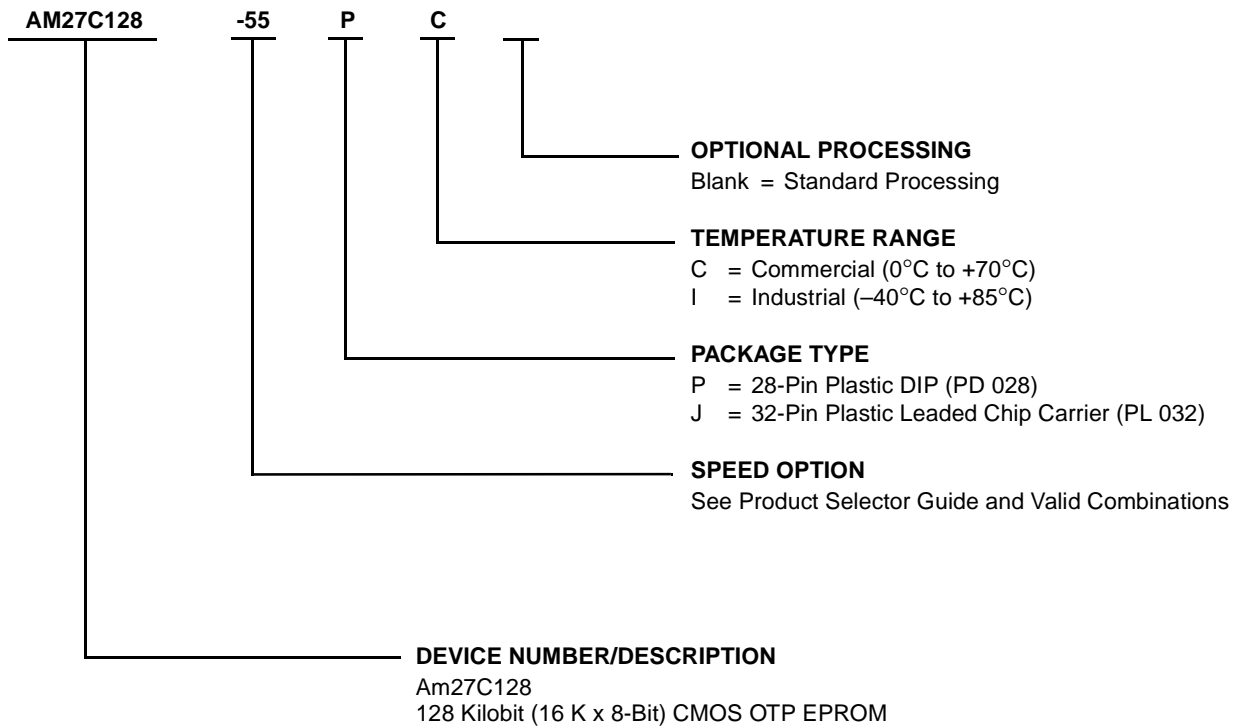 AM27C128 -55 P C
OPTIONAL PROCESSING
Blank = Standard Processing
TEMPERATURE RANGE
C = Commercial (0°C to +70°C)
I = Industrial (–40°C to +85°C)
PACKAGE TYPE
P = 28-Pin Plastic DIP (PD 028)
J = 32-Pin Plastic Leaded Chip Carrier (PL 032)
SPEED OPTION
See Product Selector Guide and Valid Combinations
DEVICE NUMBER/DESCRIPTION
Am27C128
128 Kilobit (16 K x 8-Bit) CMOS OTP EPROM